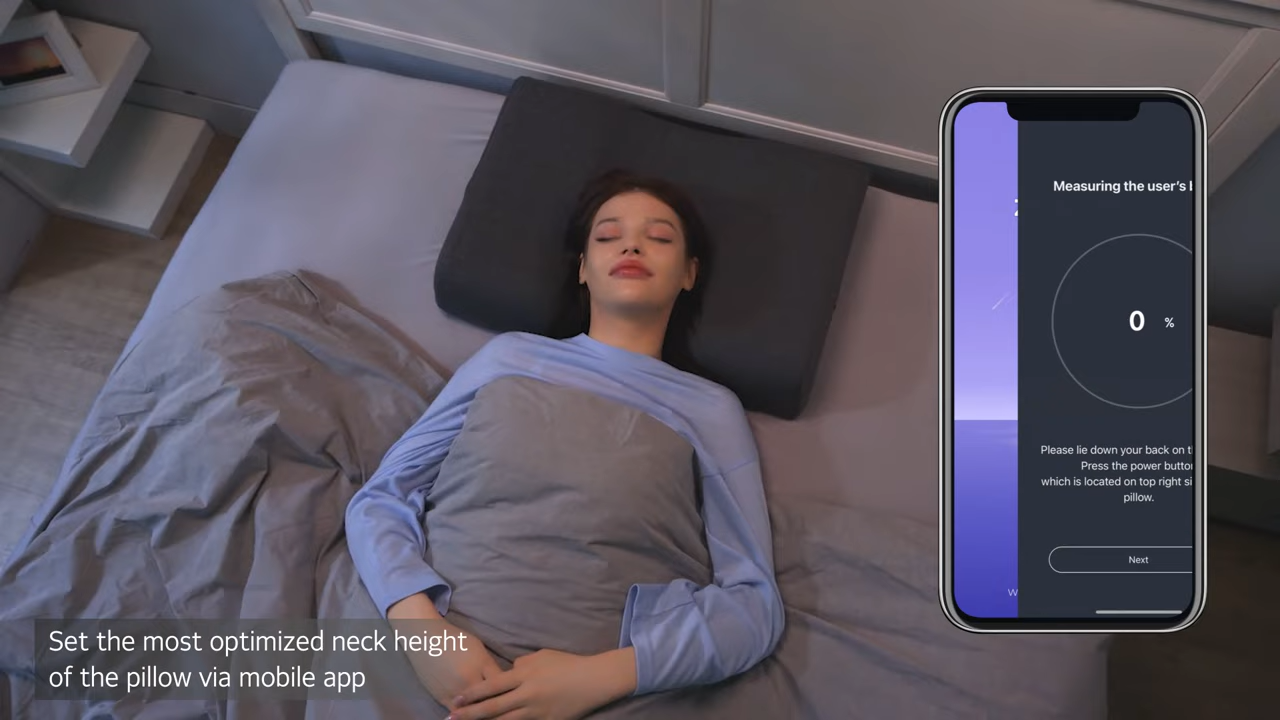 Measuring the user's
0 %
Please lie down your back on
Press the power button
which is located on top right
pillow.
Next
Set the most optimized neck height
of the pillow via mobile app